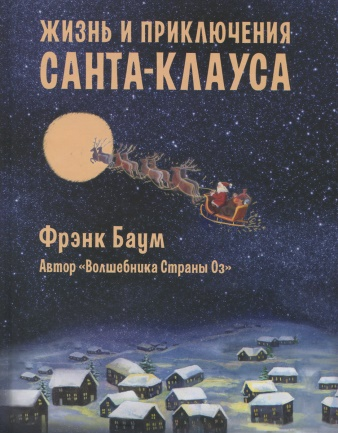 ЖИЗНЬ И ПРИКЛЮЧЕНИЯ
САНТА-КЛАУСА
Фрэнк Баум
Автор «Волшебника Страны Оз»